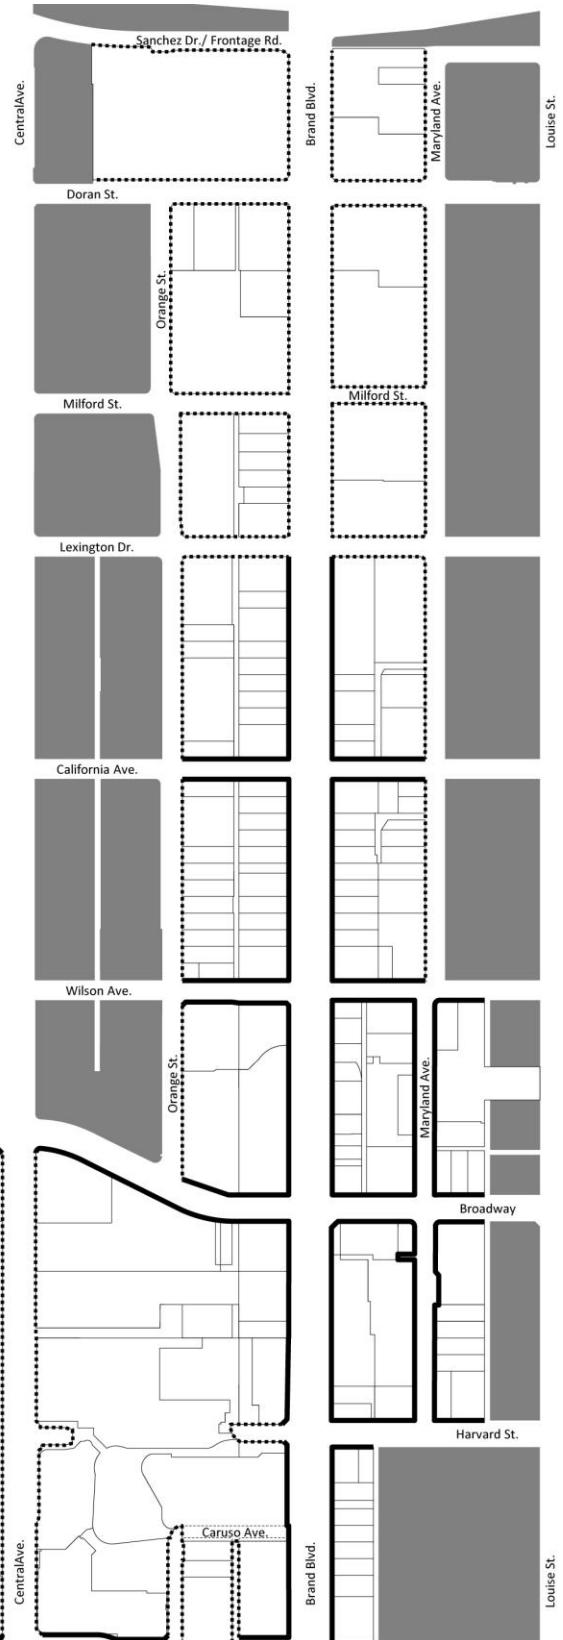 Sanchez Dr./ Frontage Rd.
CentralAve.
Brand Blvd.
Maryland Ave.
Louise St.
Doran St.
Orange St.
Milford St.
Milford St.
Lexington Dr.
California Ave.
Wilson Ave.
Orange St.
Maryland Ave.
Broadway
Harvard St.
Caruso Ave.
CentralAve.
Brand Blvd.
Louise St.